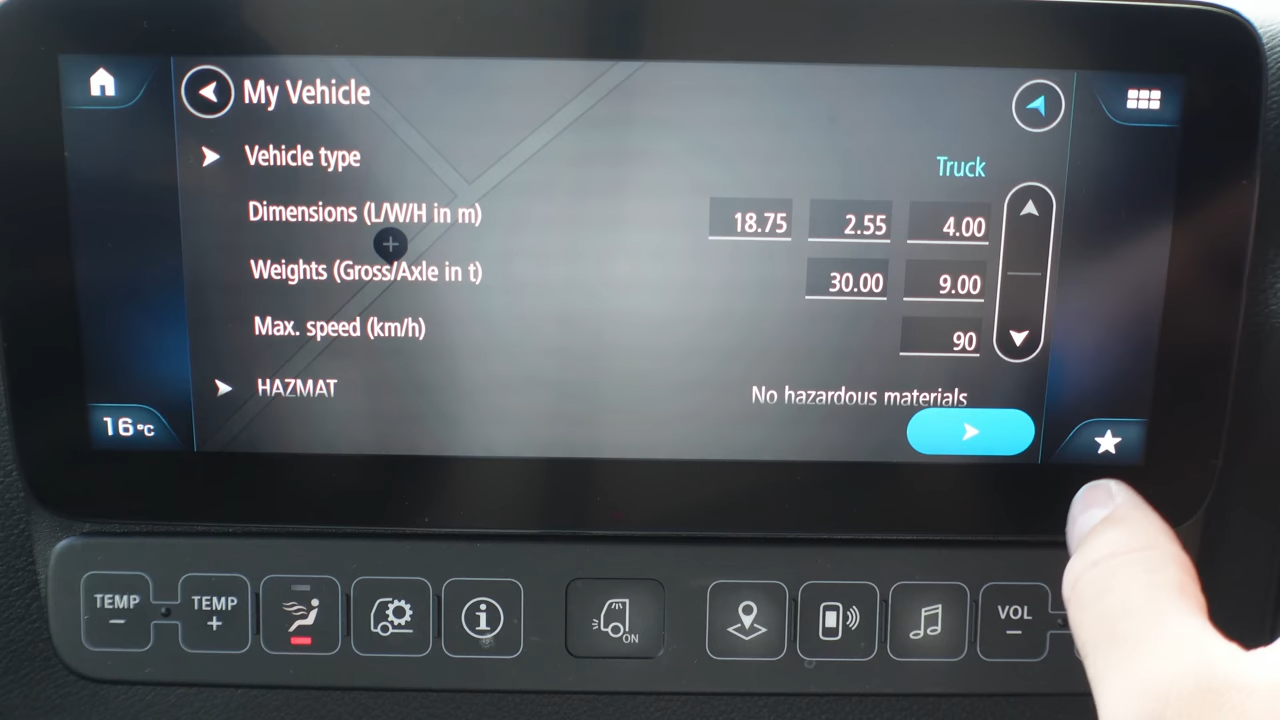 My Vehicle
Vehicle type
Truck
Dimensions (L/W/H in m)
18.75 2.55 4.00
Weights (Gross/Axle in t)
30.00 9.00
Max. speed (km/h)
90
HAZMAT
No hazardous materials
16°C
TEMP
−
TEMP
+
ON
VOL
−